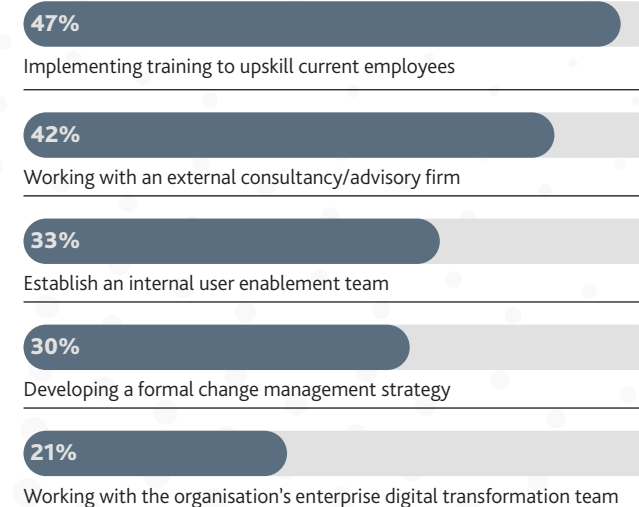 47%
Implementing training to upskill current employees
42%
Working with an external consultancy/advisory firm
33%
Establish an internal user enablement team
30%
Developing a formal change management strategy
21%
Working with the organisation's enterprise digital transformation team